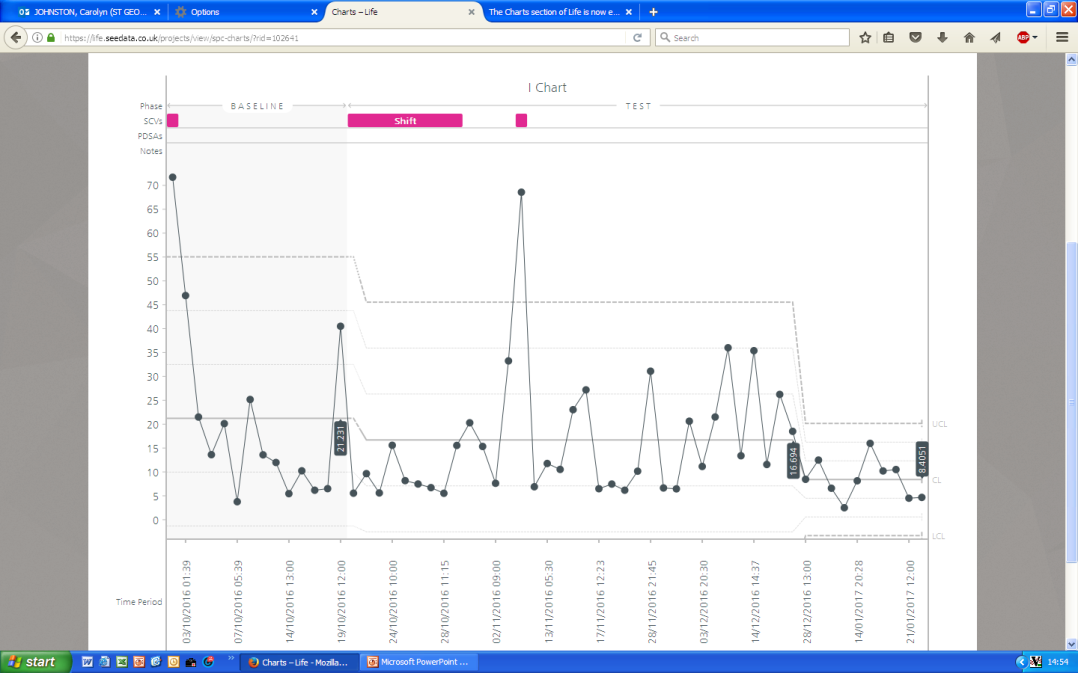 JOHNSTON, Carolyn (ST GEO...
Options
Charts – Life
The Charts section of Life is now e...
https://life.seedata.co.uk/projects/view/spc-charts/?rid=102641
Search
ABP
I Chart
Phase
BASELINE
TEST
SCVs
Shift
PDSAs
Notes
70
65
60
55
50
45
40
35
30
25
20
15
10
5
0
21.231
16.694
8.4051
UCL
CL
LCL
03/10/2016 01:39
07/10/2016 05:39
14/10/2016 13:00
19/10/2016 12:00
24/10/2016 10:00
28/10/2016 11:15
02/11/2016 09:00
13/11/2016 05:30
17/11/2016 12:23
28/11/2016 21:45
03/12/2016 20:30
14/12/2016 14:37
28/12/2016 13:00
14/01/2017 20:28
21/01/2017 12:00
Time Period
start
Charts – Life - Mozilla...
Microsoft PowerPoint ...
14:54